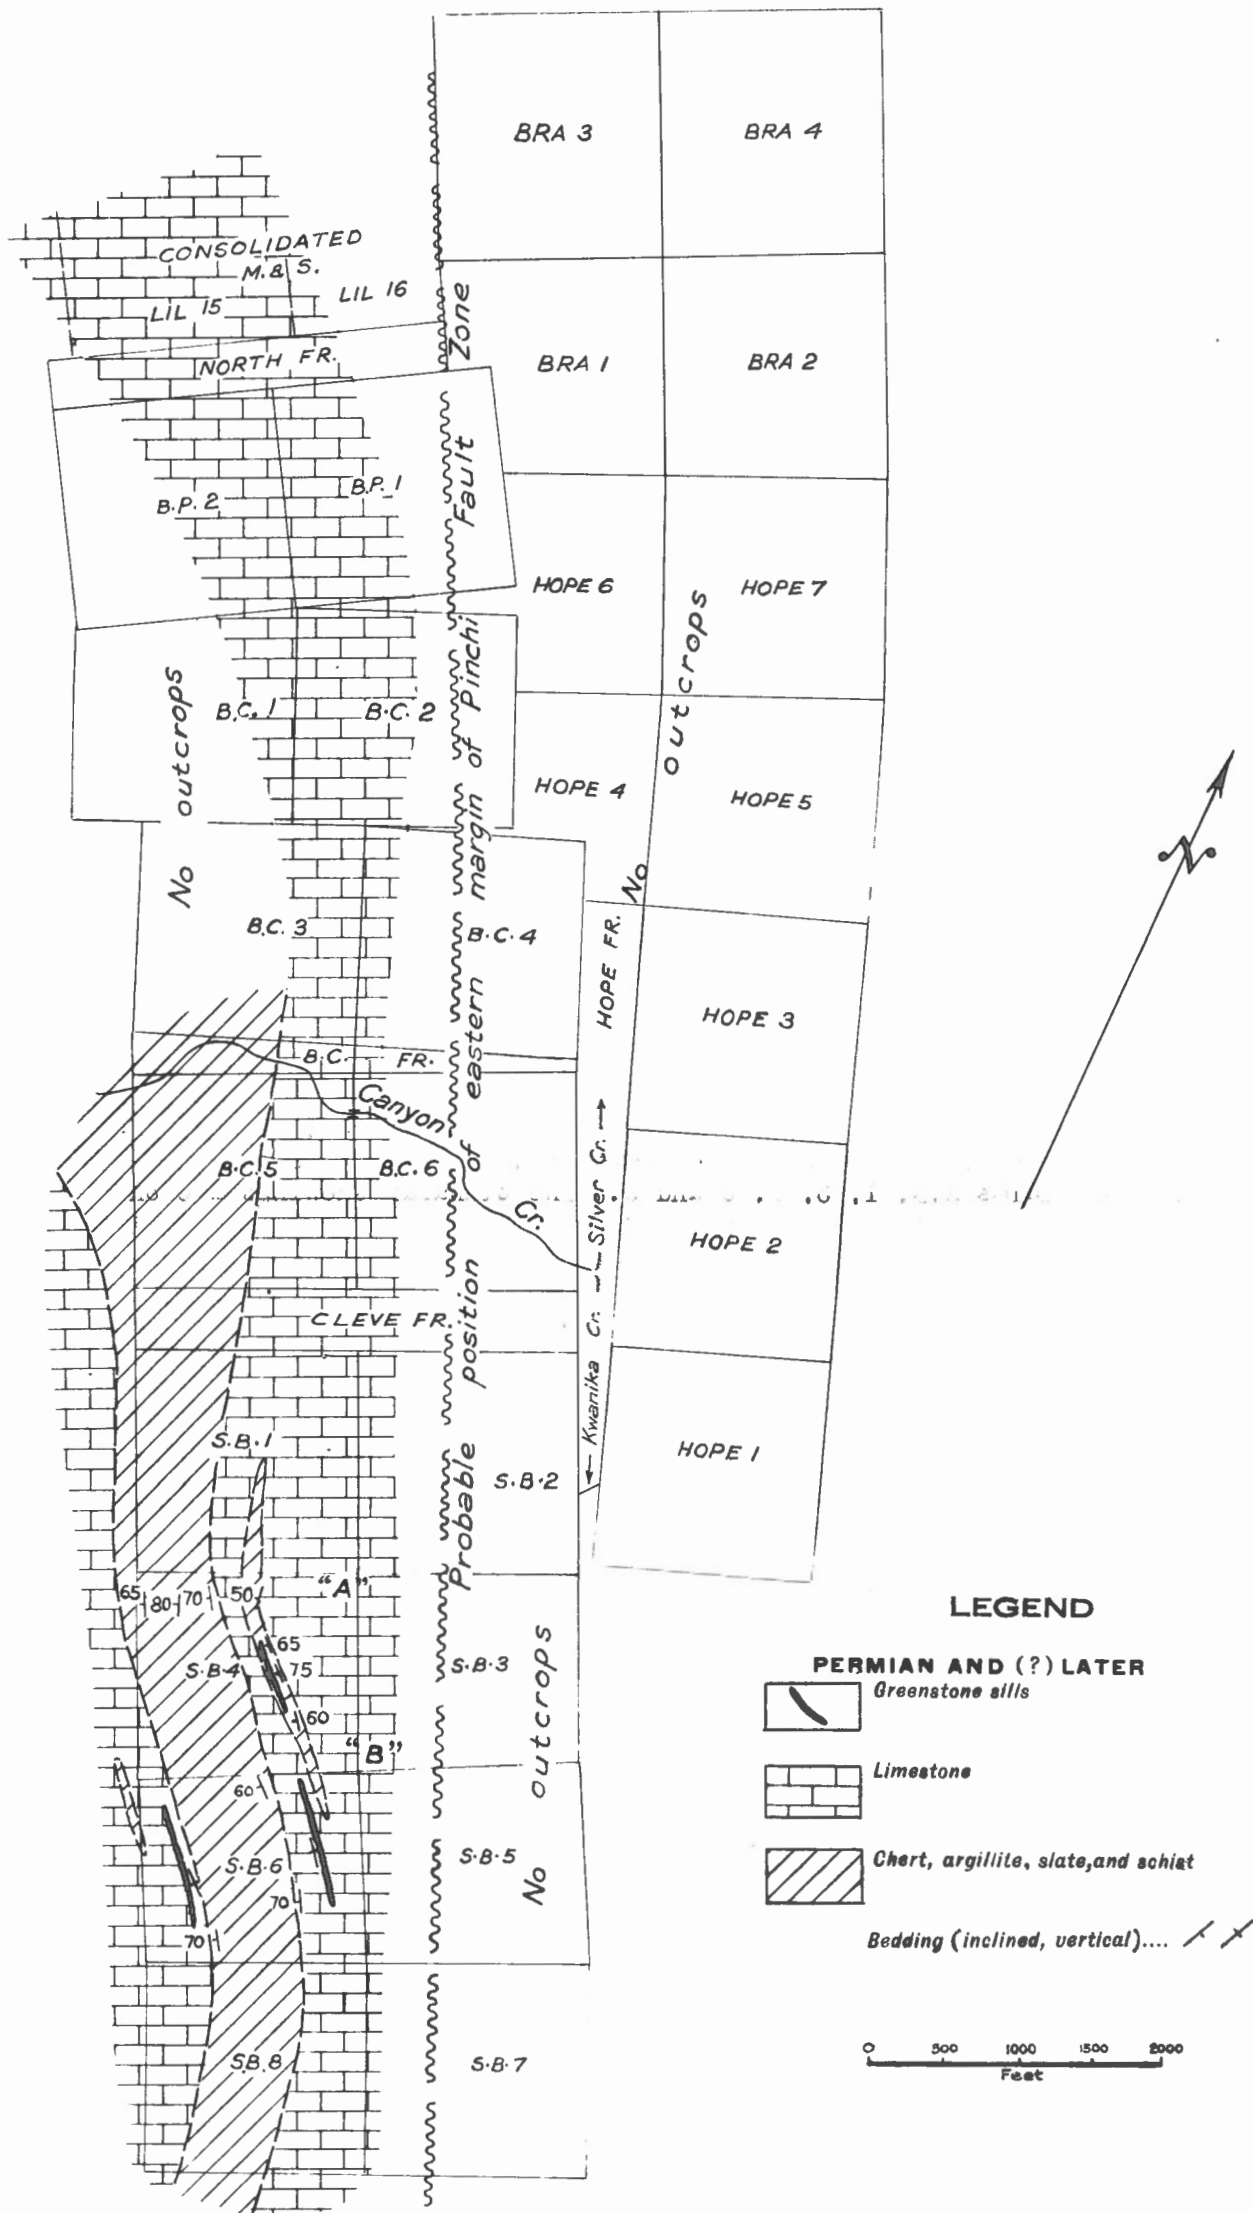 BRA 3
BRA 4
CONSOLIDATED
M. & S.
LIL 15
LIL 16
NORTH FR.
BRA 1
BRA 2
B.P. 2
B.P. 1
HOPE 6
HOPE 7
B.C. 1
B.C. 2
HOPE 4
HOPE 5
No outcrops
No outcrops
Probable position of eastern margin of Pinchi Fault Zone
B.C. 3
B.C. 4
HOPE FR.
HOPE 3
B.C. FR.
Canyon Cr.
B.C. 5
B.C. 6
HOPE 2
← Kwanika Cr. — Silver Cr. →
CLEVE FR.
S.B. 1
S.B. 2
HOPE 1
65
80
70
50
"A"
65
75
S.B. 4
S.B. 3
60
"B"
60
No outcrops
S.B. 6
S.B. 5
70
70
S.B. 8
S.B. 7
N
LEGEND
PERMIAN AND (?) LATER
Greenstone sills
Limestone
Chert, argillite, slate, and schist
Bedding (inclined, vertical)....
0 500 1000 1500 2000
Feet